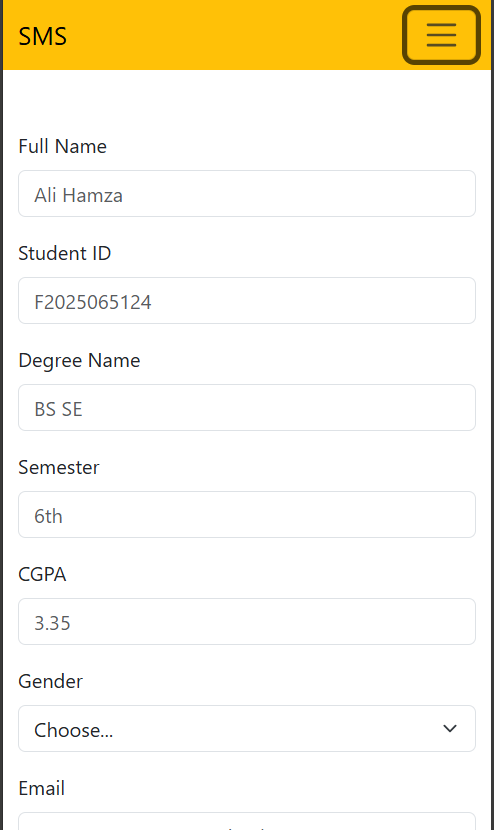 SMS
Full Name
Ali Hamza
Student ID
F2025065124
Degree Name
BS SE
Semester
6th
CGPA
3.35
Gender
Choose...
Email